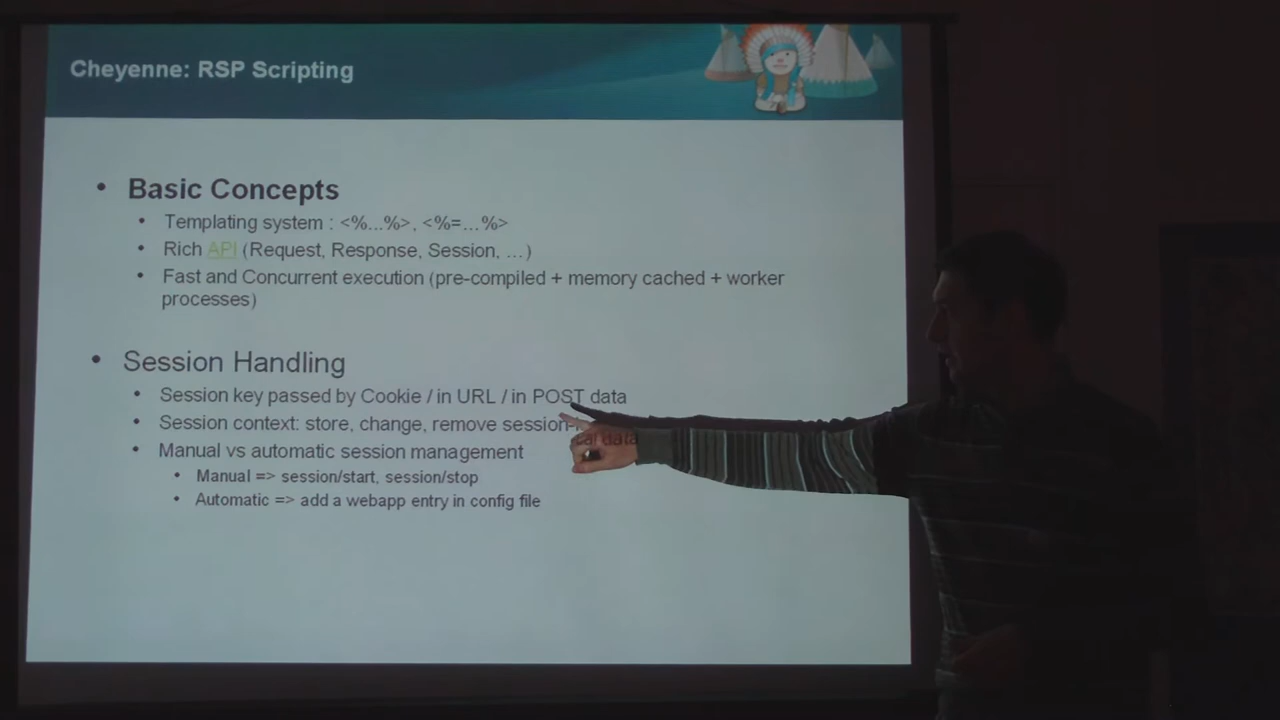 Cheyenne: RSP Scripting
• Basic Concepts
• Templating system : <%...%>, <%=...%>
• Rich API (Request, Response, Session, ...)
• Fast and Concurrent execution (pre-compiled + memory cached + worker
processes)
• Session Handling
• Session key passed by Cookie / in URL / in POST data
• Session context: store, change, remove session-
• Manual vs automatic session management
• Manual => session/start, session/stop
• Automatic => add a webapp entry in config file